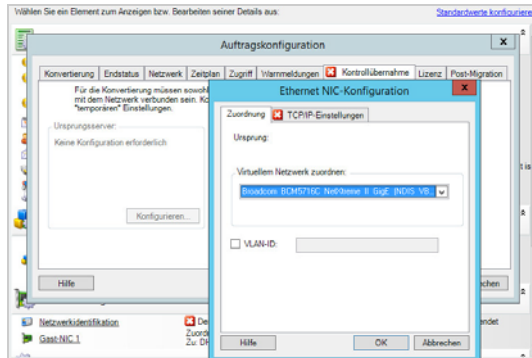 Wählen Sie ein Element zum Anzeigen bzw. Bearbeiten seiner Details aus:
Standardwerte konfigurieren
Auftragskonfiguration
Konvertierung Endstatus Netzwerk Zeitplan Zugriff Warnmeldungen Kontrollübernahme Lizenz Post-Migration
Für die Konvertierung müssen sowohl
mit dem Netzwerk verbunden sein.
"temporären" Einstellungen.
Ursprungsserver:
Keine Konfiguration erforderlich
Konfigurieren...
Hilfe
Ethernet NIC-Konfiguration
Zuordnung TCP/IP-Einstellungen
Ursprung:
Virtuellem Netzwerk zuordnen:
Broadcom BCM5716C NetXtreme II GigE (NDIS VB...
VLAN-ID:
Hilfe OK Abbrechen
Netzwerkidentifikation
Gast-NIC 1
Zu: